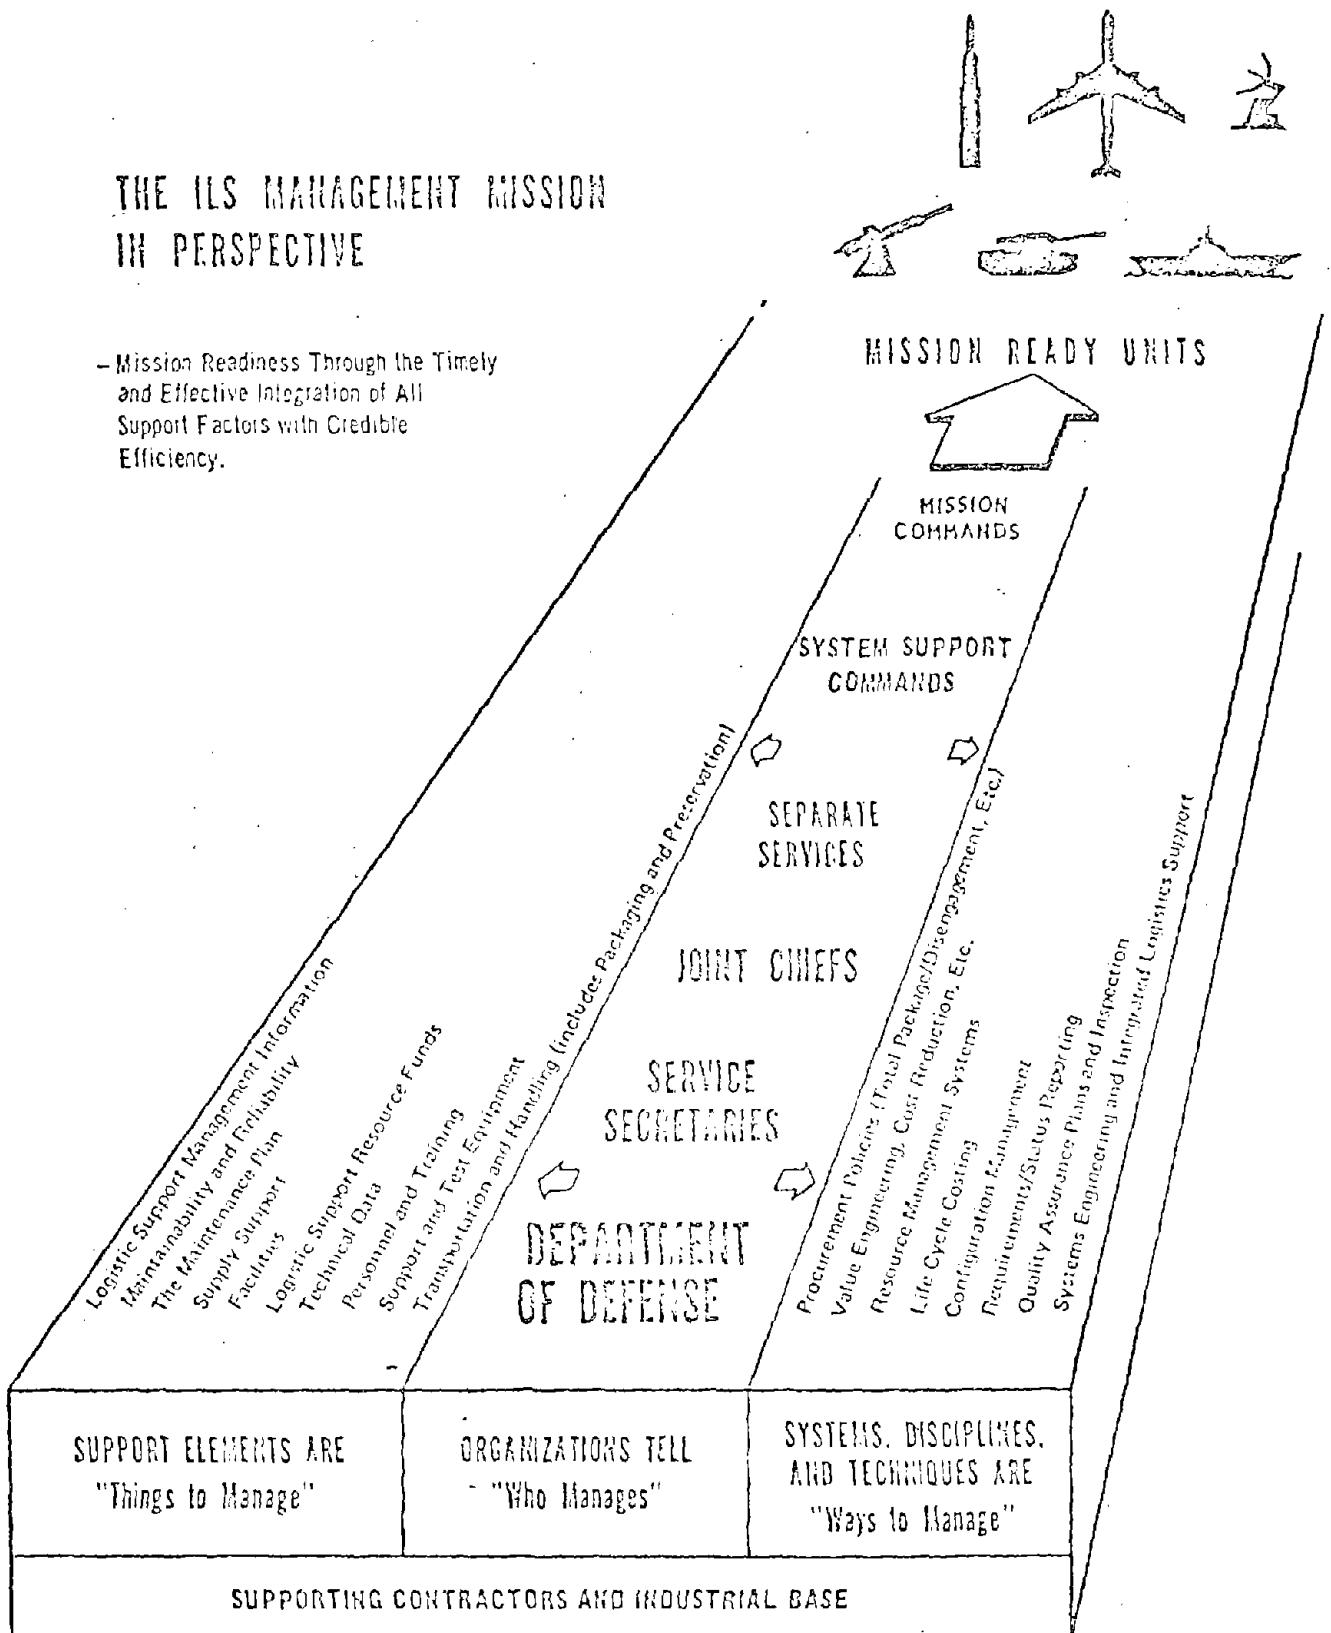 THE ILS MANAGEMENT MISSION
IN PERSPECTIVE
– Mission Readiness Through the Timely
and Effective Integration of All
Support Factors with Credible
Efficiency.
MISSION READY UNITS
MISSION
COMMANDS
SYSTEM SUPPORT
COMMANDS
SEPARATE
SERVICES
JOINT CHIEFS
SERVICE
SECRETARIES
DEPARTMENT
OF DEFENSE
Logistic Support Management Information
Maintainability and Reliability
The Maintenance Plan
Supply Support
Facilities
Logistic Support Resource Funds
Technical Data
Personnel and Training
Support and Test Equipment
Transportation and Handling (includes Packaging and Preservation)
Procurement Policies (Total Package/Disengagement, Etc.)
Value Engineering, Cost Reduction, Etc.
Resource Management Systems
Life Cycle Costing
Configuration Management
Requirements/Status Reporting
Quality Assurance Plans and Inspection
Systems Engineering and Integrated Logistics Support
SUPPORT ELEMENTS ARE
"Things to Manage"
ORGANIZATIONS TELL
"Who Manages"
SYSTEMS, DISCIPLINES,
AND TECHNIQUES ARE
"Ways to Manage"
SUPPORTING CONTRACTORS AND INDUSTRIAL BASE